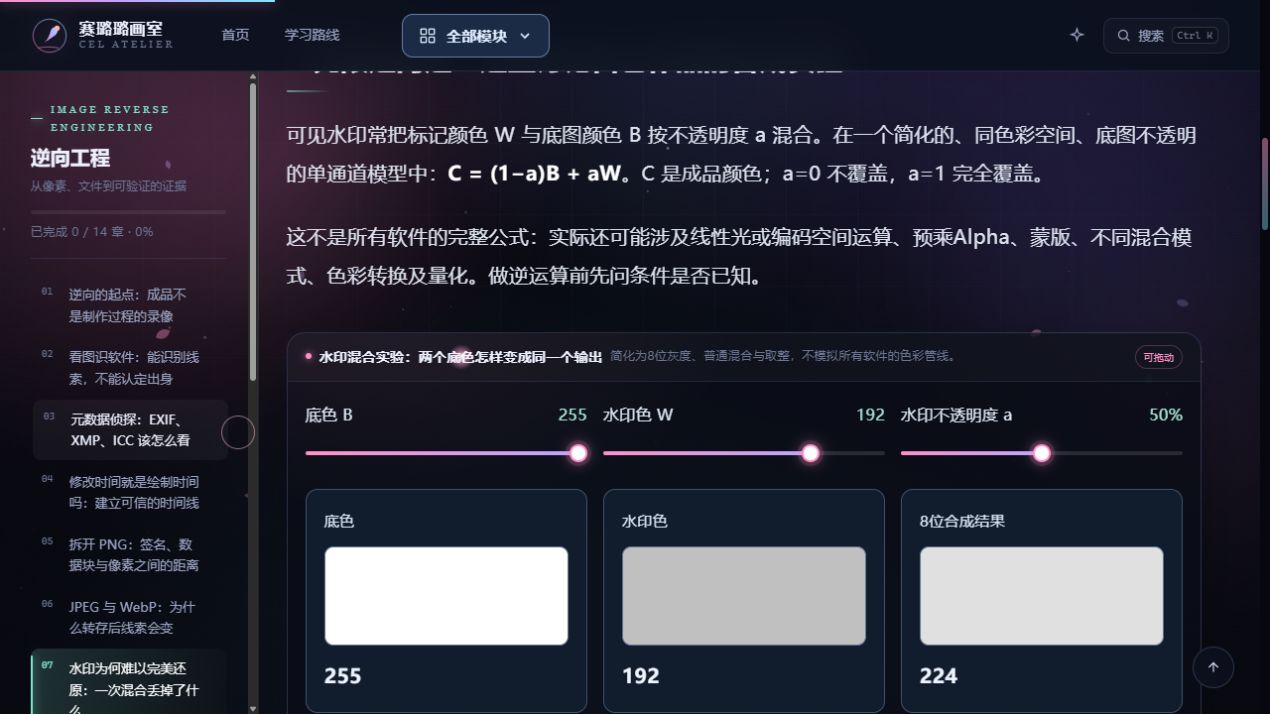 赛璐璐画室
CEL ATELIER
首页
学习路线
全部模块
搜索
Ctrl K
IMAGE REVERSE
ENGINEERING
逆向工程
从像素、文件到可验证的证据
已完成 0 / 14 章 · 0%
01 逆向的起点：成品不
是制作过程的录像
02 看图识软件：能识别线
索，不能认定出身
03 元数据侦探：EXIF、
XMP、ICC 该怎么看
04 修改时间就是绘制时间
吗：建立可信的时间线
05 拆开 PNG：签名、数
据块与像素之间的距离
06 JPEG 与 WebP：为什
么转存后线索会变
07 水印为何难以完美还
原：一次混合丢掉了什
么
可见水印常把标记颜色 W 与底图颜色 B 按不透明度 a 混合。在一个简化的、同色彩空间、底图不透明
的单通道模型中：C = (1−a)B + aW。C 是成品颜色；a=0 不覆盖，a=1 完全覆盖。
这不是所有软件的完整公式：实际还可能涉及线性光或编码空间运算、预乘Alpha、蒙版、不同混合模
式、色彩转换及量化。做逆运算前先问条件是否已知。
水印混合实验：两个底色怎样变成同一个输出 简化为8位灰度、普通混合与取整，不模拟所有软件的色彩管线。
可拖动
底色 B 255 水印色 W 192 水印不透明度 a 50%
底色 水印色 8位合成结果
255 192 224